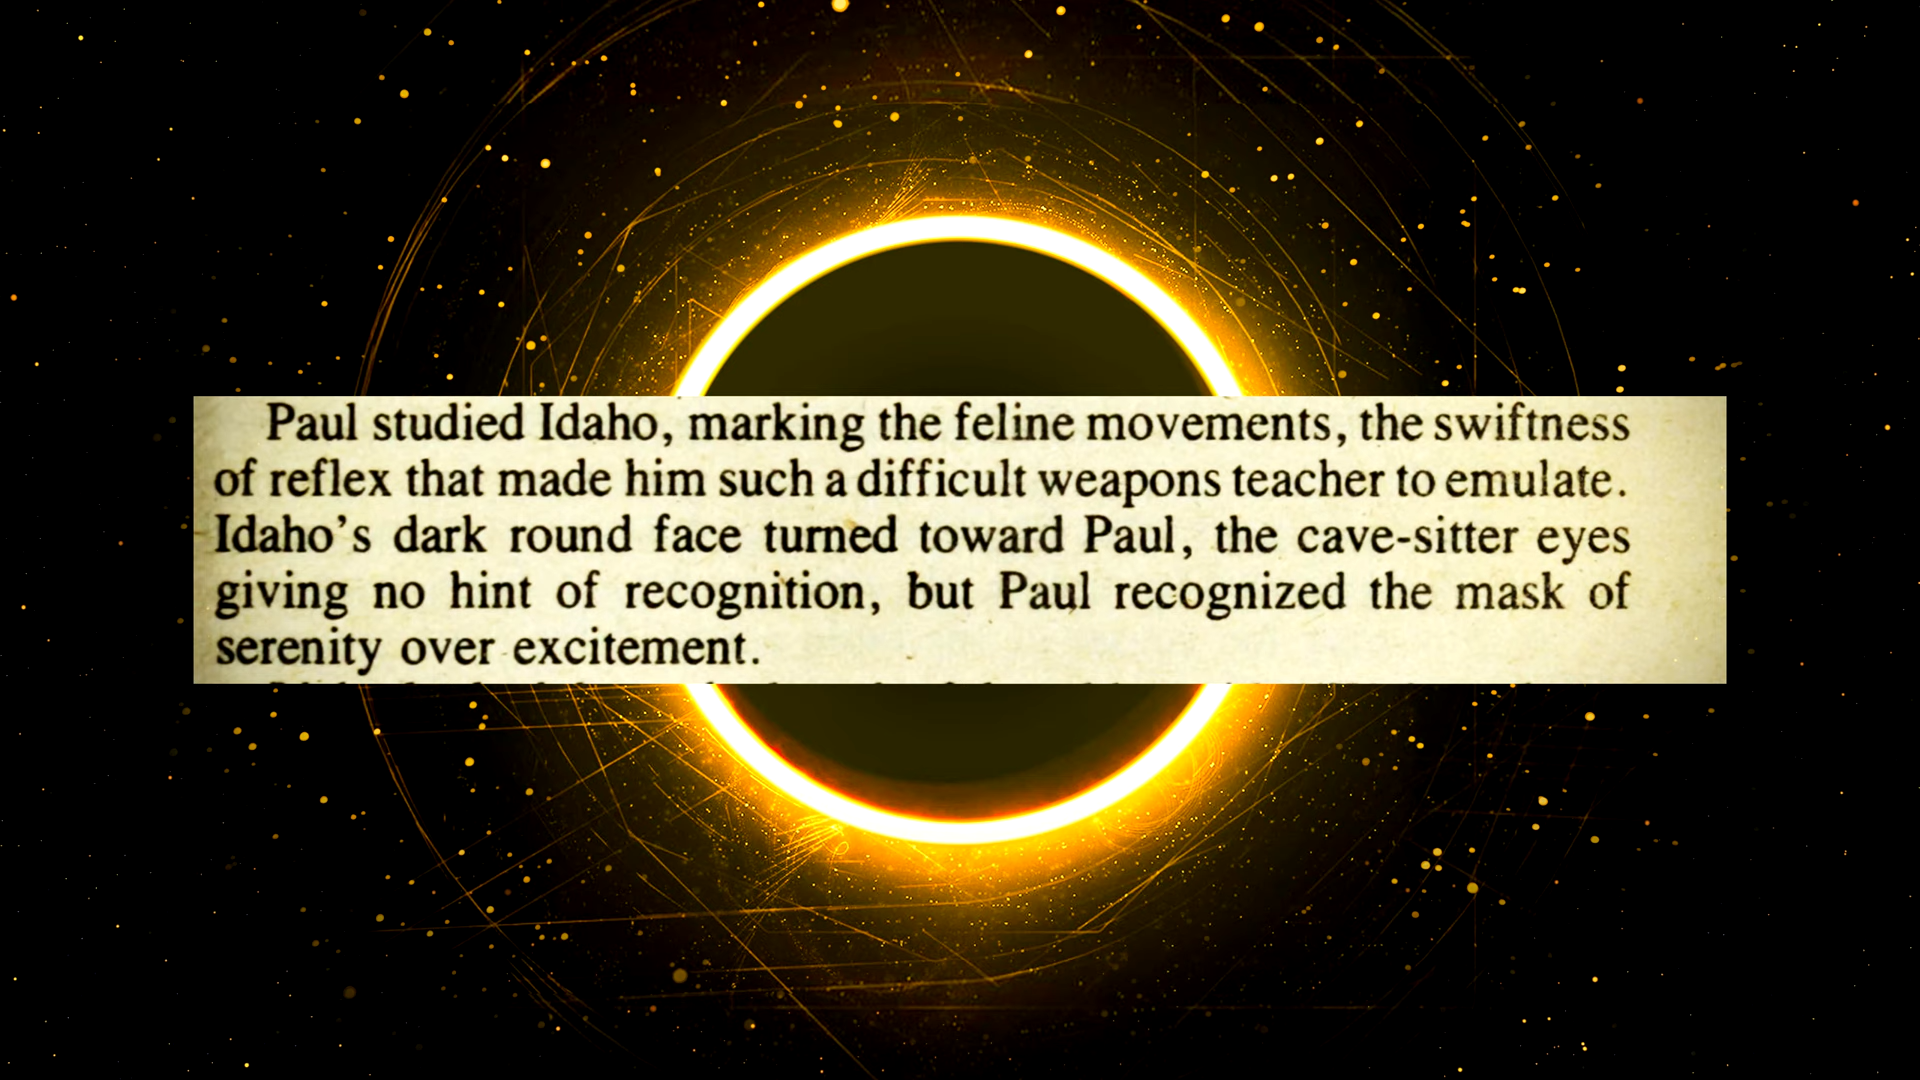 Paul studied Idaho, marking the feline movements, the swiftness
of reflex that made him such a difficult weapons teacher to emulate.
Idaho’s dark round face turned toward Paul, the cave-sitter eyes
giving no hint of recognition, but Paul recognized the mask of
serenity over excitement.